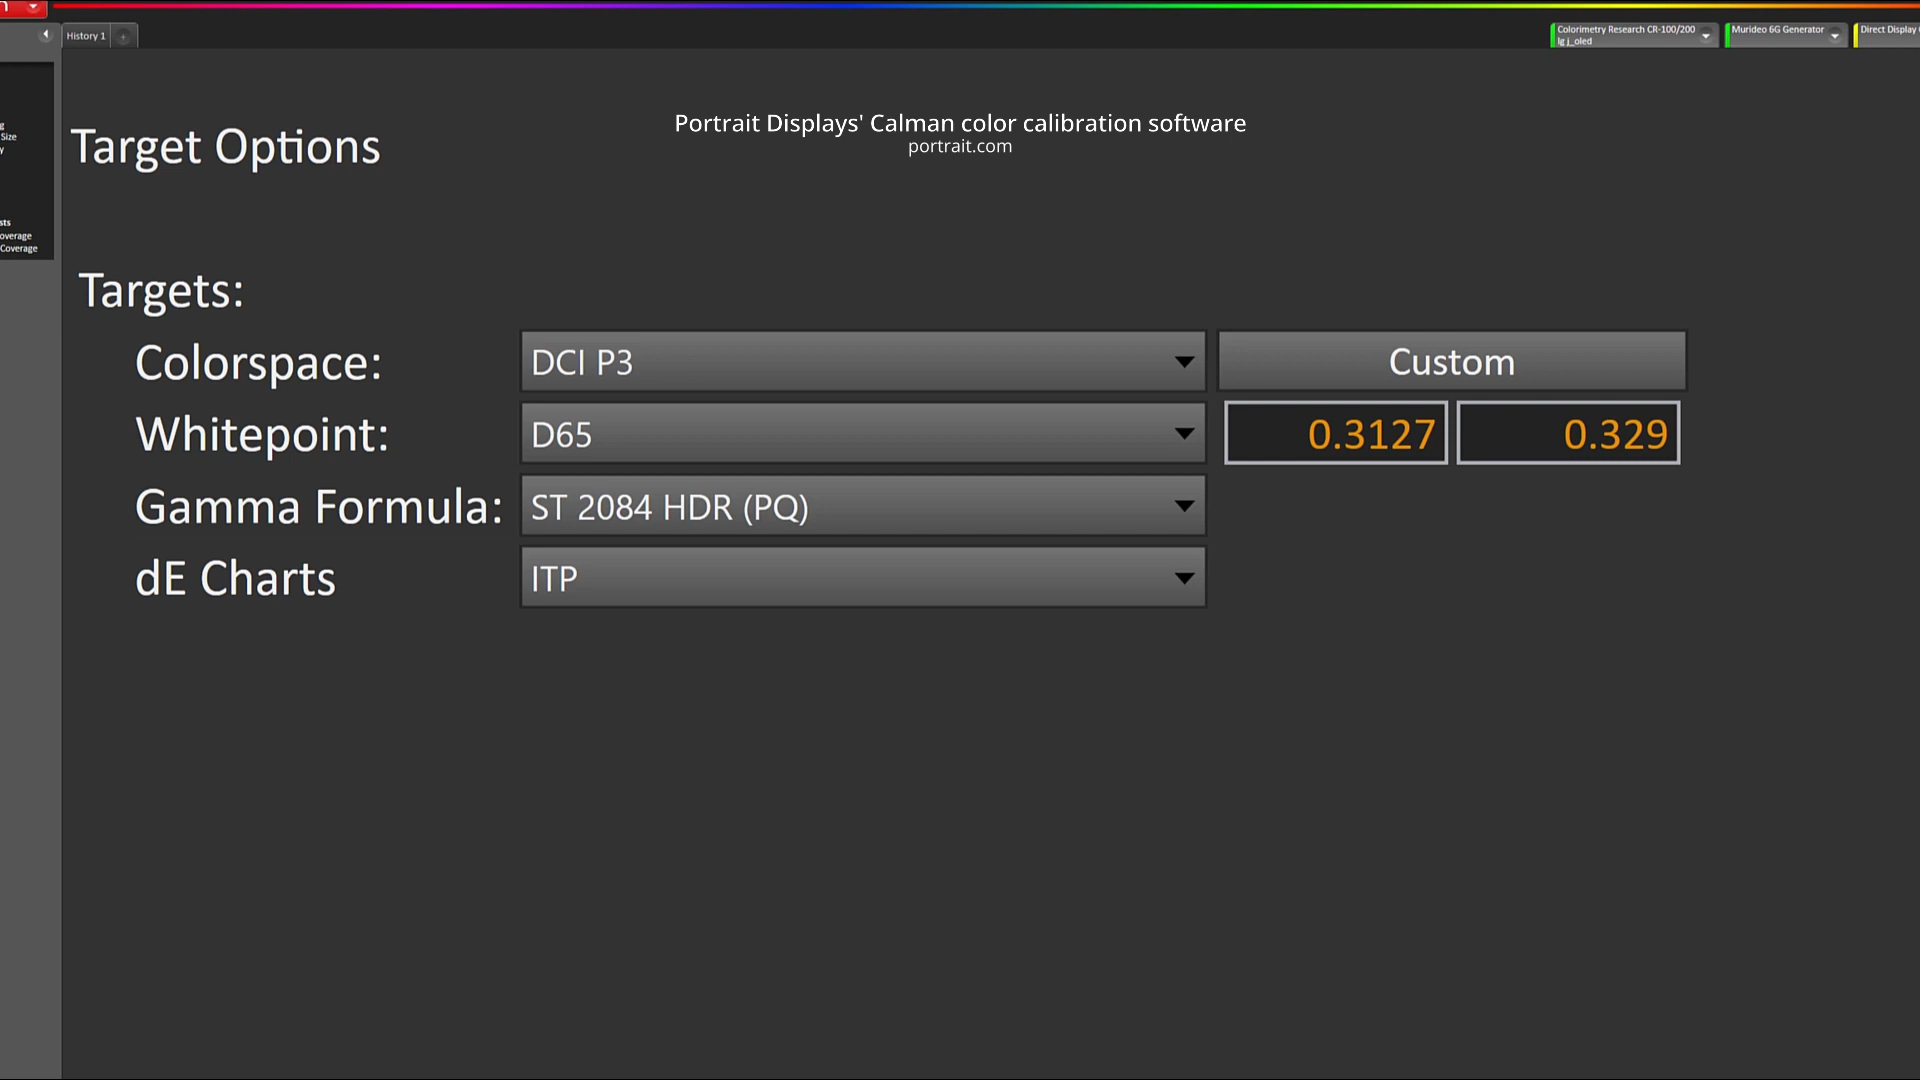 History 1
+
Colorimetry Research CR-100/200
lg j_oled
Murideo 6G Generator
Direct Display
Portrait Displays' Calman color calibration software
portrait.com
Size
Coverage
Target Options
Targets:
Colorspace:
DCI P3
Custom
Whitepoint:
D65
0.3127
0.329
Gamma Formula:
ST 2084 HDR (PQ)
dE Charts
ITP